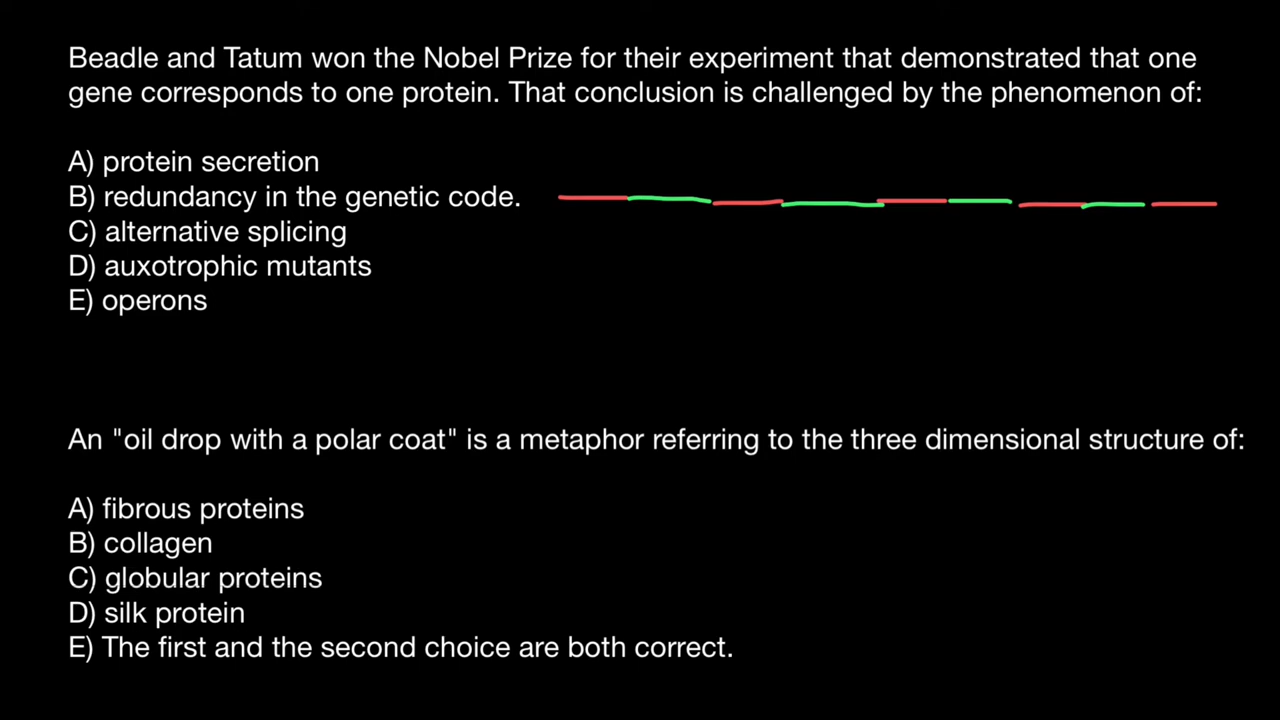 Beadle and Tatum won the Nobel Prize for their experiment that demonstrated that one
gene corresponds to one protein. That conclusion is challenged by the phenomenon of:
A) protein secretion
B) redundancy in the genetic code.
C) alternative splicing
D) auxotrophic mutants
E) operons
An "oil drop with a polar coat" is a metaphor referring to the three dimensional structure of:
A) fibrous proteins
B) collagen
C) globular proteins
D) silk protein
E) The first and the second choice are both correct.